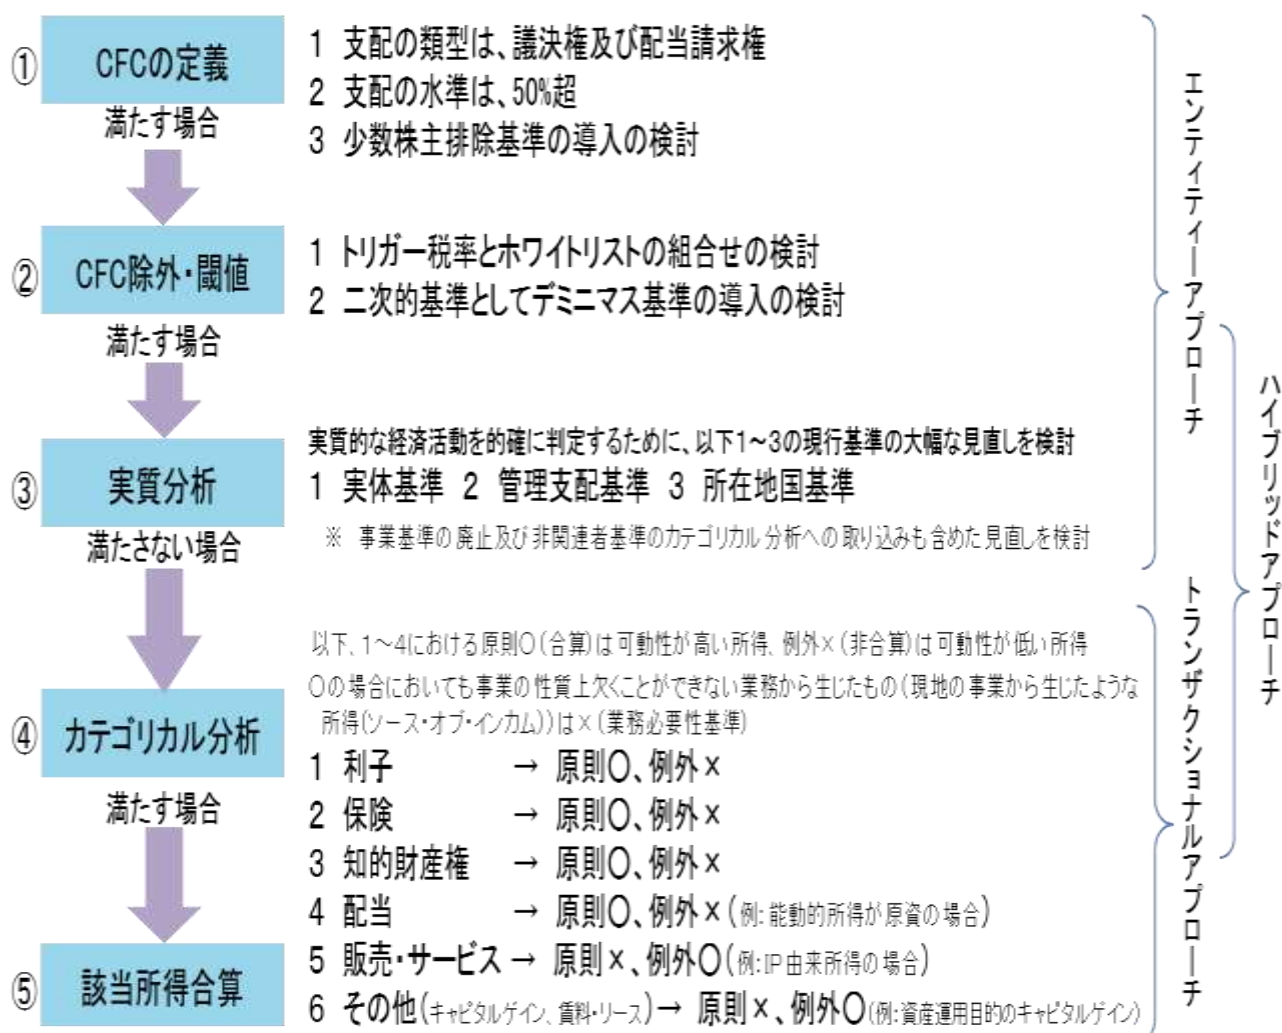 ① CFCの定義
1 支配の類型は、議決権及び配当請求権
2 支配の水準は、50%超
3 少数株主排除基準の導入の検討
満たす場合
② CFC除外・閾値
1 トリガー税率とホワイトリストの組合せの検討
2 二次的基準としてデミニマス基準の導入の検討
満たす場合
③ 実質分析
実質的な経済活動を的確に判定するために、以下1～3の現行基準の大幅な見直しを検討
1 実体基準 2 管理支配基準 3 所在地国基準
※ 事業基準の廃止及び非関連者基準のカテゴリカル分析への取り込みも含めた見直しを検討
満たさない場合
④ カテゴリカル分析
以下、1～4における原則〇(合算)は可動性が高い所得、例外×(非合算)は可動性が低い所得
〇の場合においても事業の性質上欠くことができない業務から生じたもの(現地の事業から生じたような
所得(ソース・オブ・インカム))は×(業務必要性基準)
1 利子 → 原則〇、例外×
2 保険 → 原則〇、例外×
3 知的財産権 → 原則〇、例外×
4 配当 → 原則〇、例外×(例:能動的所得が原資の場合)
5 販売・サービス → 原則×、例外〇(例:IP由来所得の場合)
6 その他(キャピタルゲイン、賃料・リース)→ 原則×、例外〇(例:資産運用目的のキャピタルゲイン)
満たす場合
⑤ 該当所得合算
エンティティーアプローチ
トランザクショナルアプローチ
ハイブリッドアプローチ